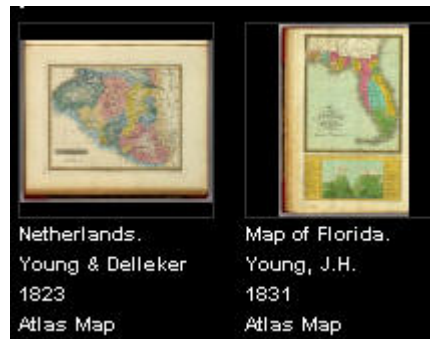 Netherlands.
Young & Delleker
1823
Atlas Map
Map of Florida.
Young, J.H.
1831
Atlas Map